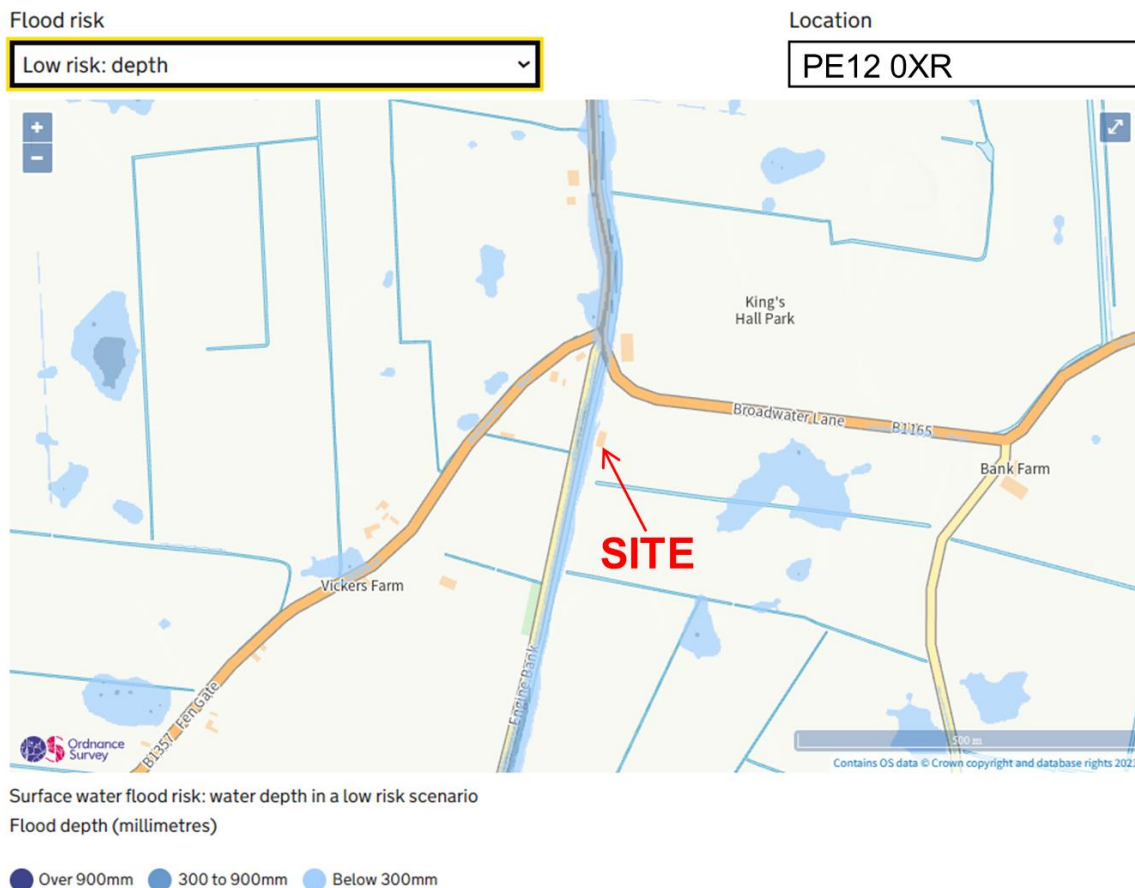 Flood risk
Location
Low risk: depth
PE12 0XR
+
−
King's
Hall Park
Broadwater Lane
B1165
Bank Farm
SITE
Vickers Farm
Engine Bank
B1357 Fen Gate
Ordnance
Survey
500 m
Contains OS data © Crown copyright and database rights 2023
Surface water flood risk: water depth in a low risk scenario
Flood depth (millimetres)
Over 900mm 300 to 900mm Below 300mm